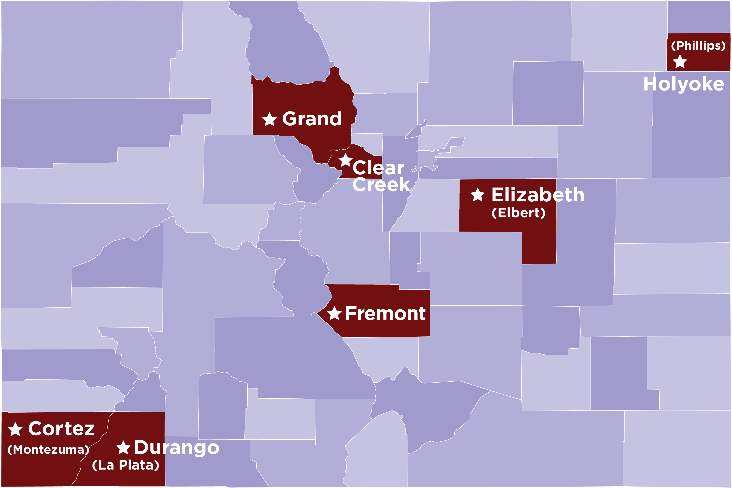 (Phillips)
Holyoke
Grand
Clear
Creek
Elizabeth
(Elbert)
Fremont
Cortez
(Montezuma)
Durango
(La Plata)